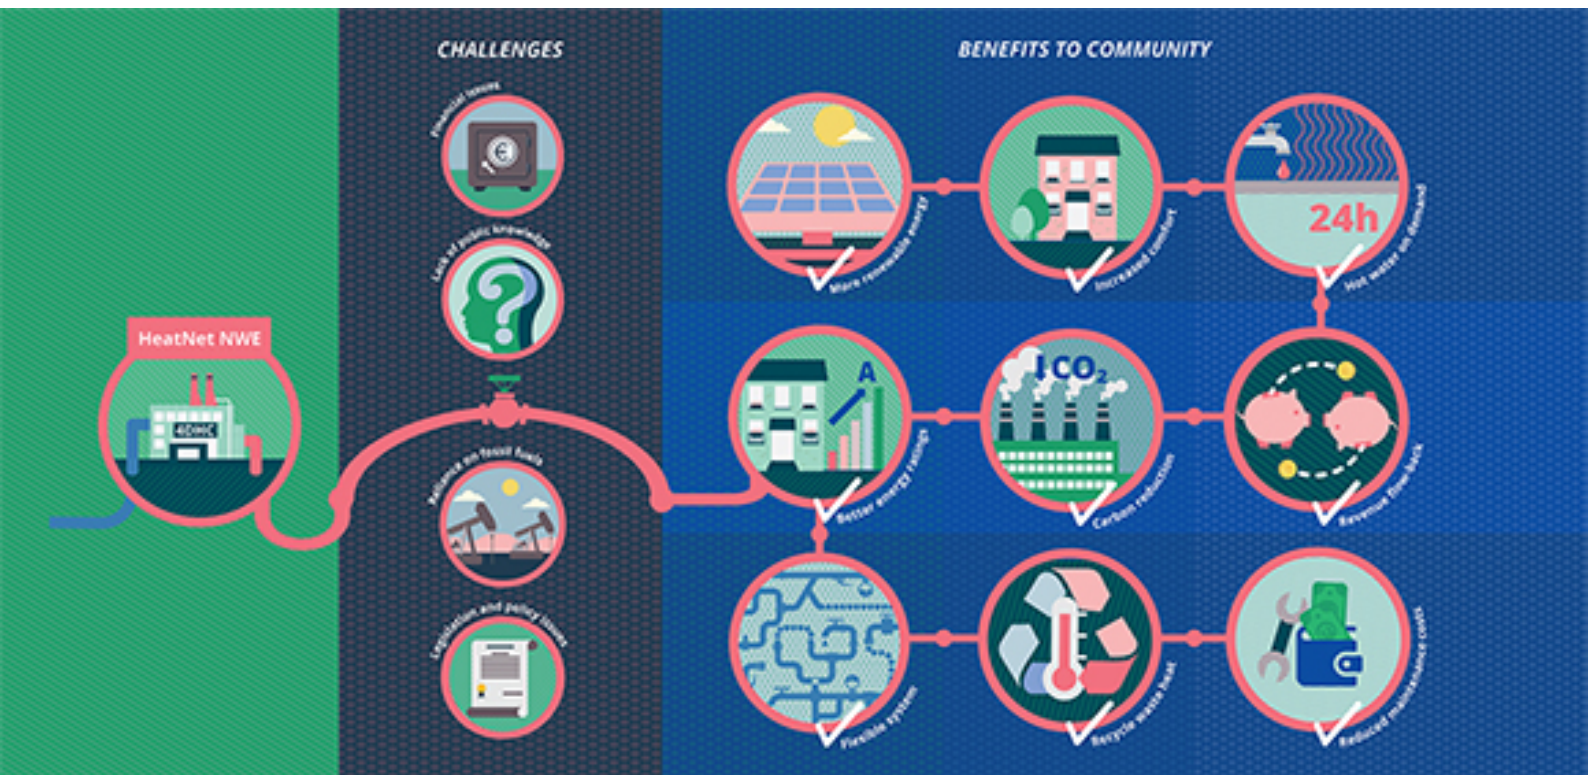 CHALLENGES
BENEFITS TO COMMUNITY
HeatNet NWE
4DHC
Financial issues
€
Lack of public knowledge
?
Reliance on fossil fuels
Legislation and policy issues
More renewable energy
Increased comfort
24h
Hot water on demand
A
Better energy ratings
CO₂
Carbon reduction
Revenue flow-back
Flexible system
Recycle waste heat
Reduced maintenance costs